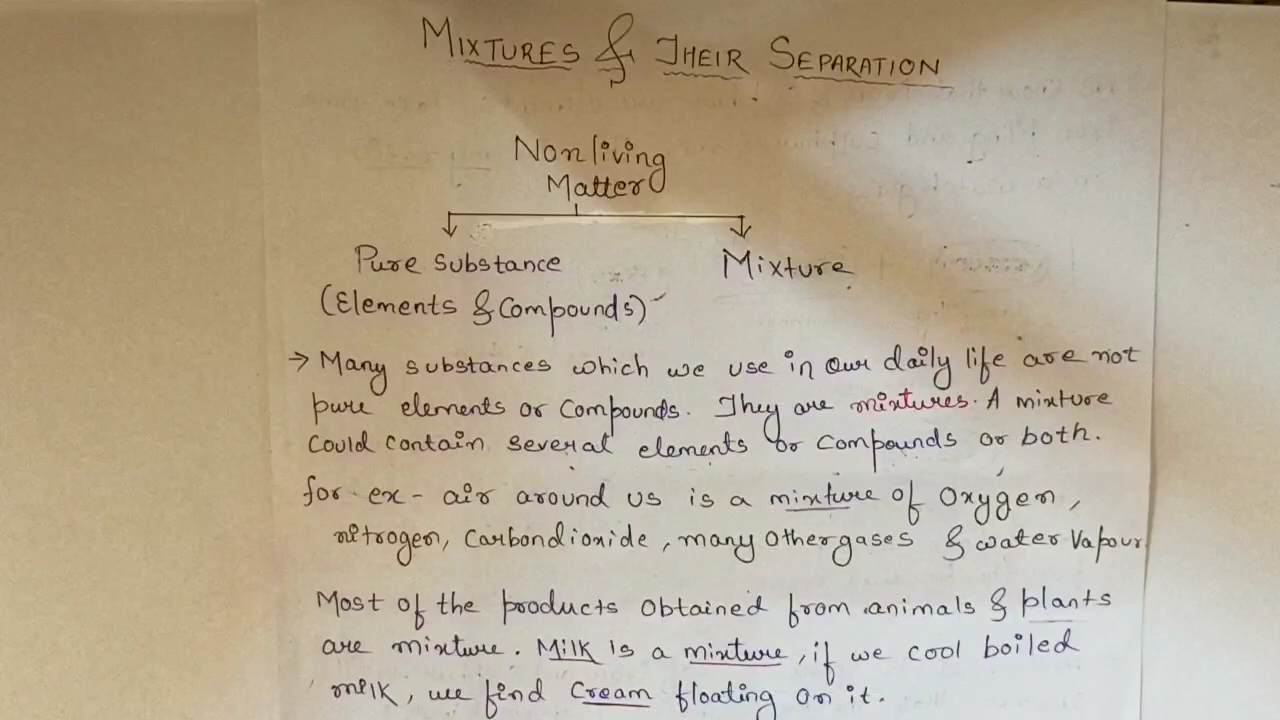 MIXTURES & THEIR SEPARATION
Nonliving
Matter
Pure Substance
Mixture
(Elements & Compounds)
→ Many substances which we use in our daily life are not
pure elements or compounds. They are mixtures. A mixture
could contain several elements or compounds or both.
for ex- air around us is a mixture of Oxygen,
nitrogen, Carbondioxide, many other gases & water vapour
Most of the products obtained from animals & plants
are mixture. Milk is a mixture, if we cool boiled
milk, we find Cream floating on it.